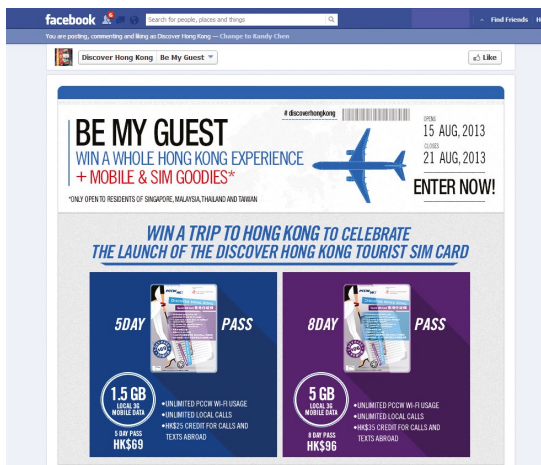 facebook
6
Search for people, places and things
Find Friends
You are posting, commenting and liking as Discover Hong Kong — Change to Kandy Chen
Discover Hong Kong Be My Guest
Like
# discoverhongkong
OPENS
15 AUG, 2013
CLOSES
21 AUG, 2013
ENTER NOW!
BE MY GUEST
WIN A WHOLE HONG KONG EXPERIENCE
+ MOBILE & SIM GOODIES*
*ONLY OPEN TO RESIDENTS OF SINGAPORE, MALAYSIA, THAILAND AND TAIWAN
WIN A TRIP TO HONG KONG TO CELEBRATE
THE LAUNCH OF THE DISCOVER HONG KONG TOURIST SIM CARD
5DAY PASS
1.5 GB
LOCAL 3G
MOBILE DATA
5 DAY PASS
HK$69
•UNLIMITED PCCW WI-FI USAGE
•UNLIMITED LOCAL CALLS
•HK$25 CREDIT FOR CALLS AND
TEXTS ABROAD
8DAY PASS
5 GB
LOCAL 3G
MOBILE DATA
8 DAY PASS
HK$96
•UNLIMITED PCCW WI-FI USAGE
•UNLIMITED LOCAL CALLS
•HK$35 CREDIT FOR CALLS AND
TEXTS ABROAD